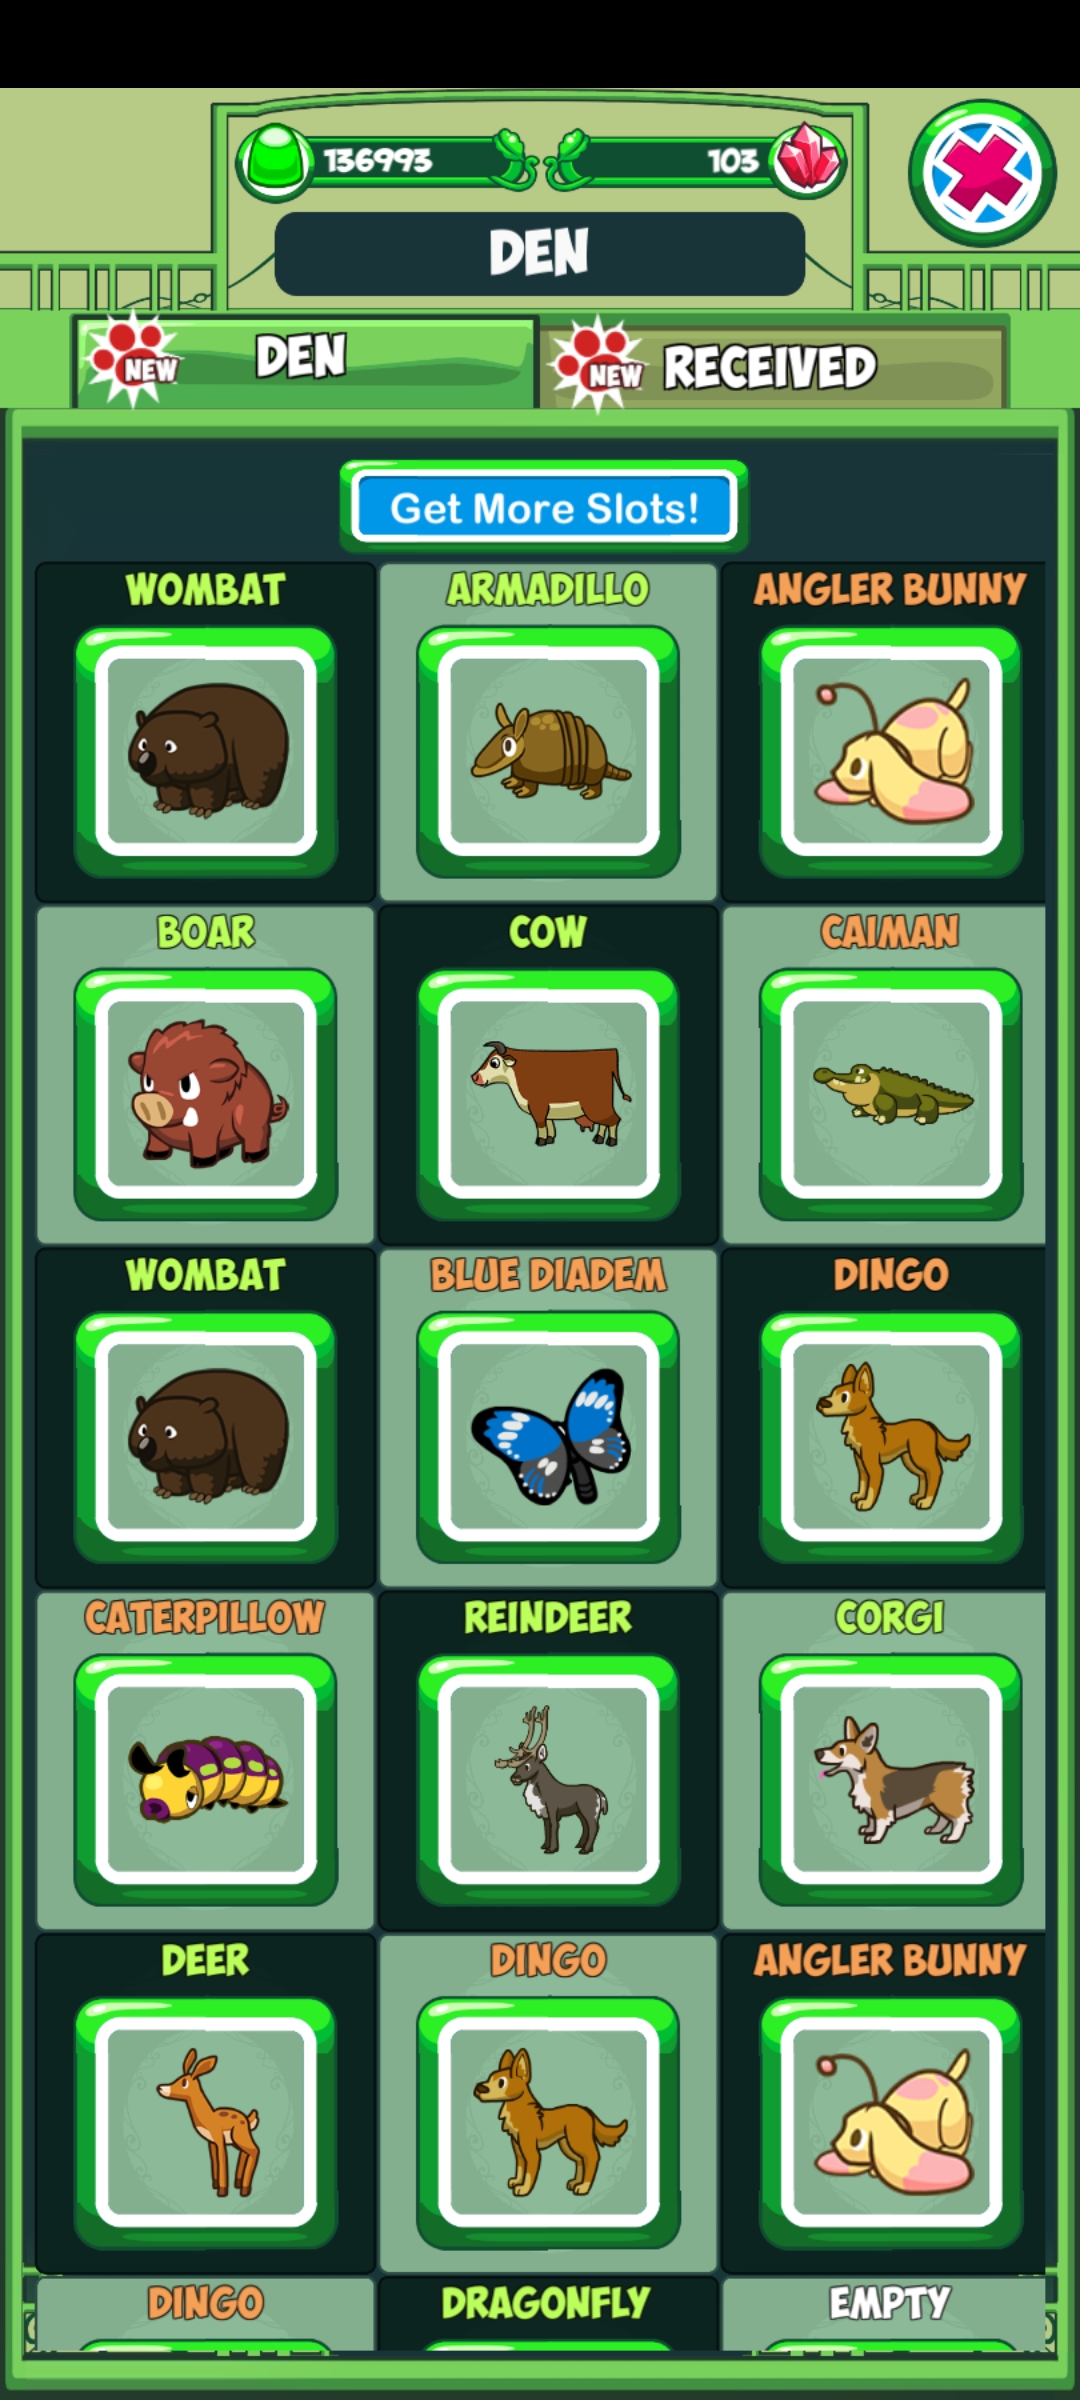 136993
103
DEN
NEW DEN
NEW RECEIVED
Get More Slots!
WOMBAT ARMADILLO ANGLER BUNNY
BOAR COW CAIMAN
WOMBAT BLUE DIADEM DINGO
CATERPILLOW REINDEER CORGI
DEER DINGO ANGLER BUNNY
DINGO DRAGONFLY EMPTY